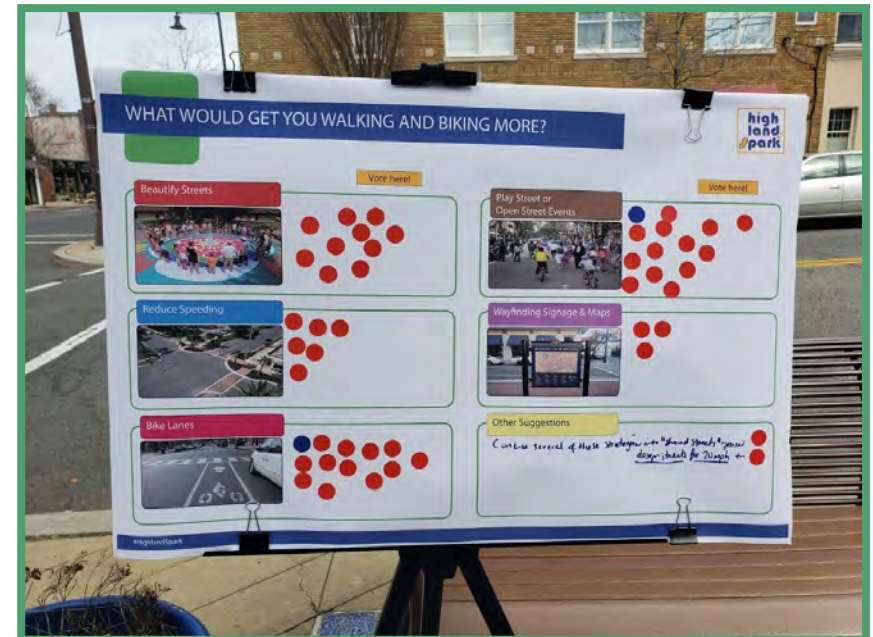 WHAT WOULD GET YOU WALKING AND BIKING MORE?
high
land
park
Vote here!
Beautify Streets
Vote here!
Play Street or
Open Street Events
Reduce Speeding
Wayfinding Signage & Maps
Bike Lanes
Other Suggestions
Combine several of these strategies into "shared streets"
design streets for 20 mph ←
#HighlandSpark